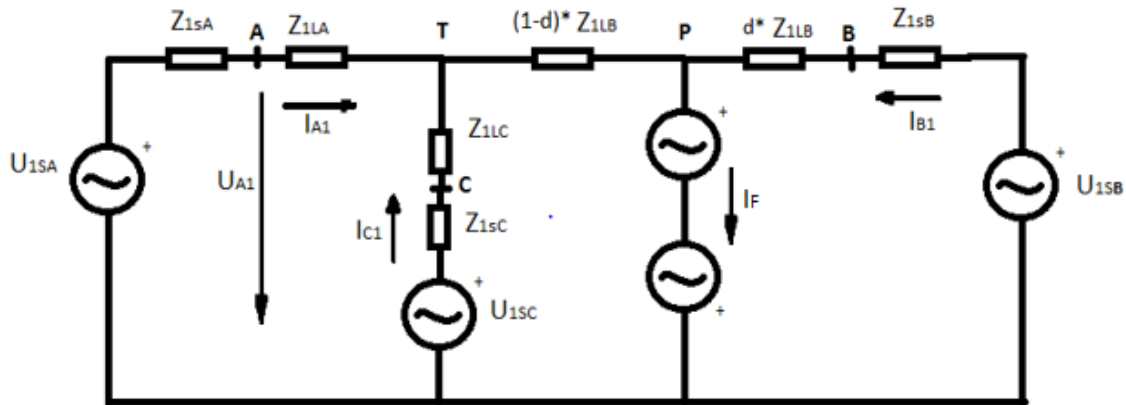 Z1sA A Z1LA T (1-d)* Z1LB P d* Z1LB B Z1sB
+ IA1 Z1LC + IB1 +
U1SA UA1 C IF U1SB
IC1 Z1sC
+ U1SC +